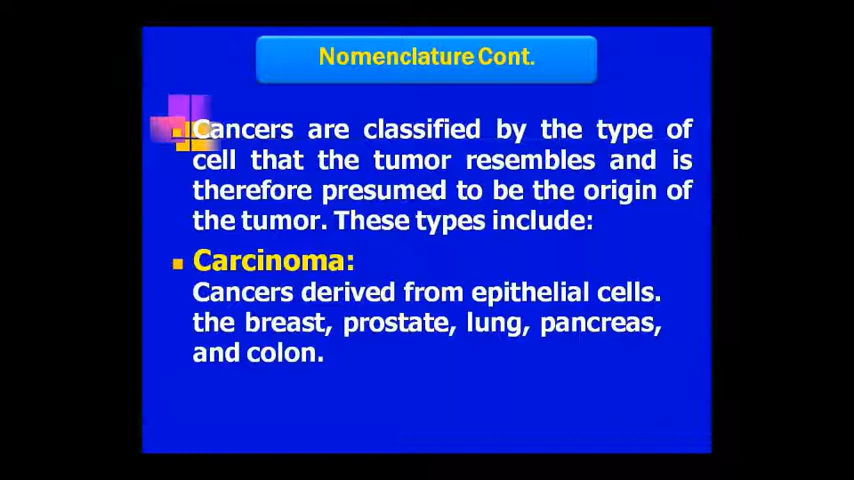 Nomenclature Cont.
Cancers are classified by the type of
cell that the tumor resembles and is
therefore presumed to be the origin of
the tumor. These types include:
Carcinoma:
Cancers derived from epithelial cells.
the breast, prostate, lung, pancreas,
and colon.